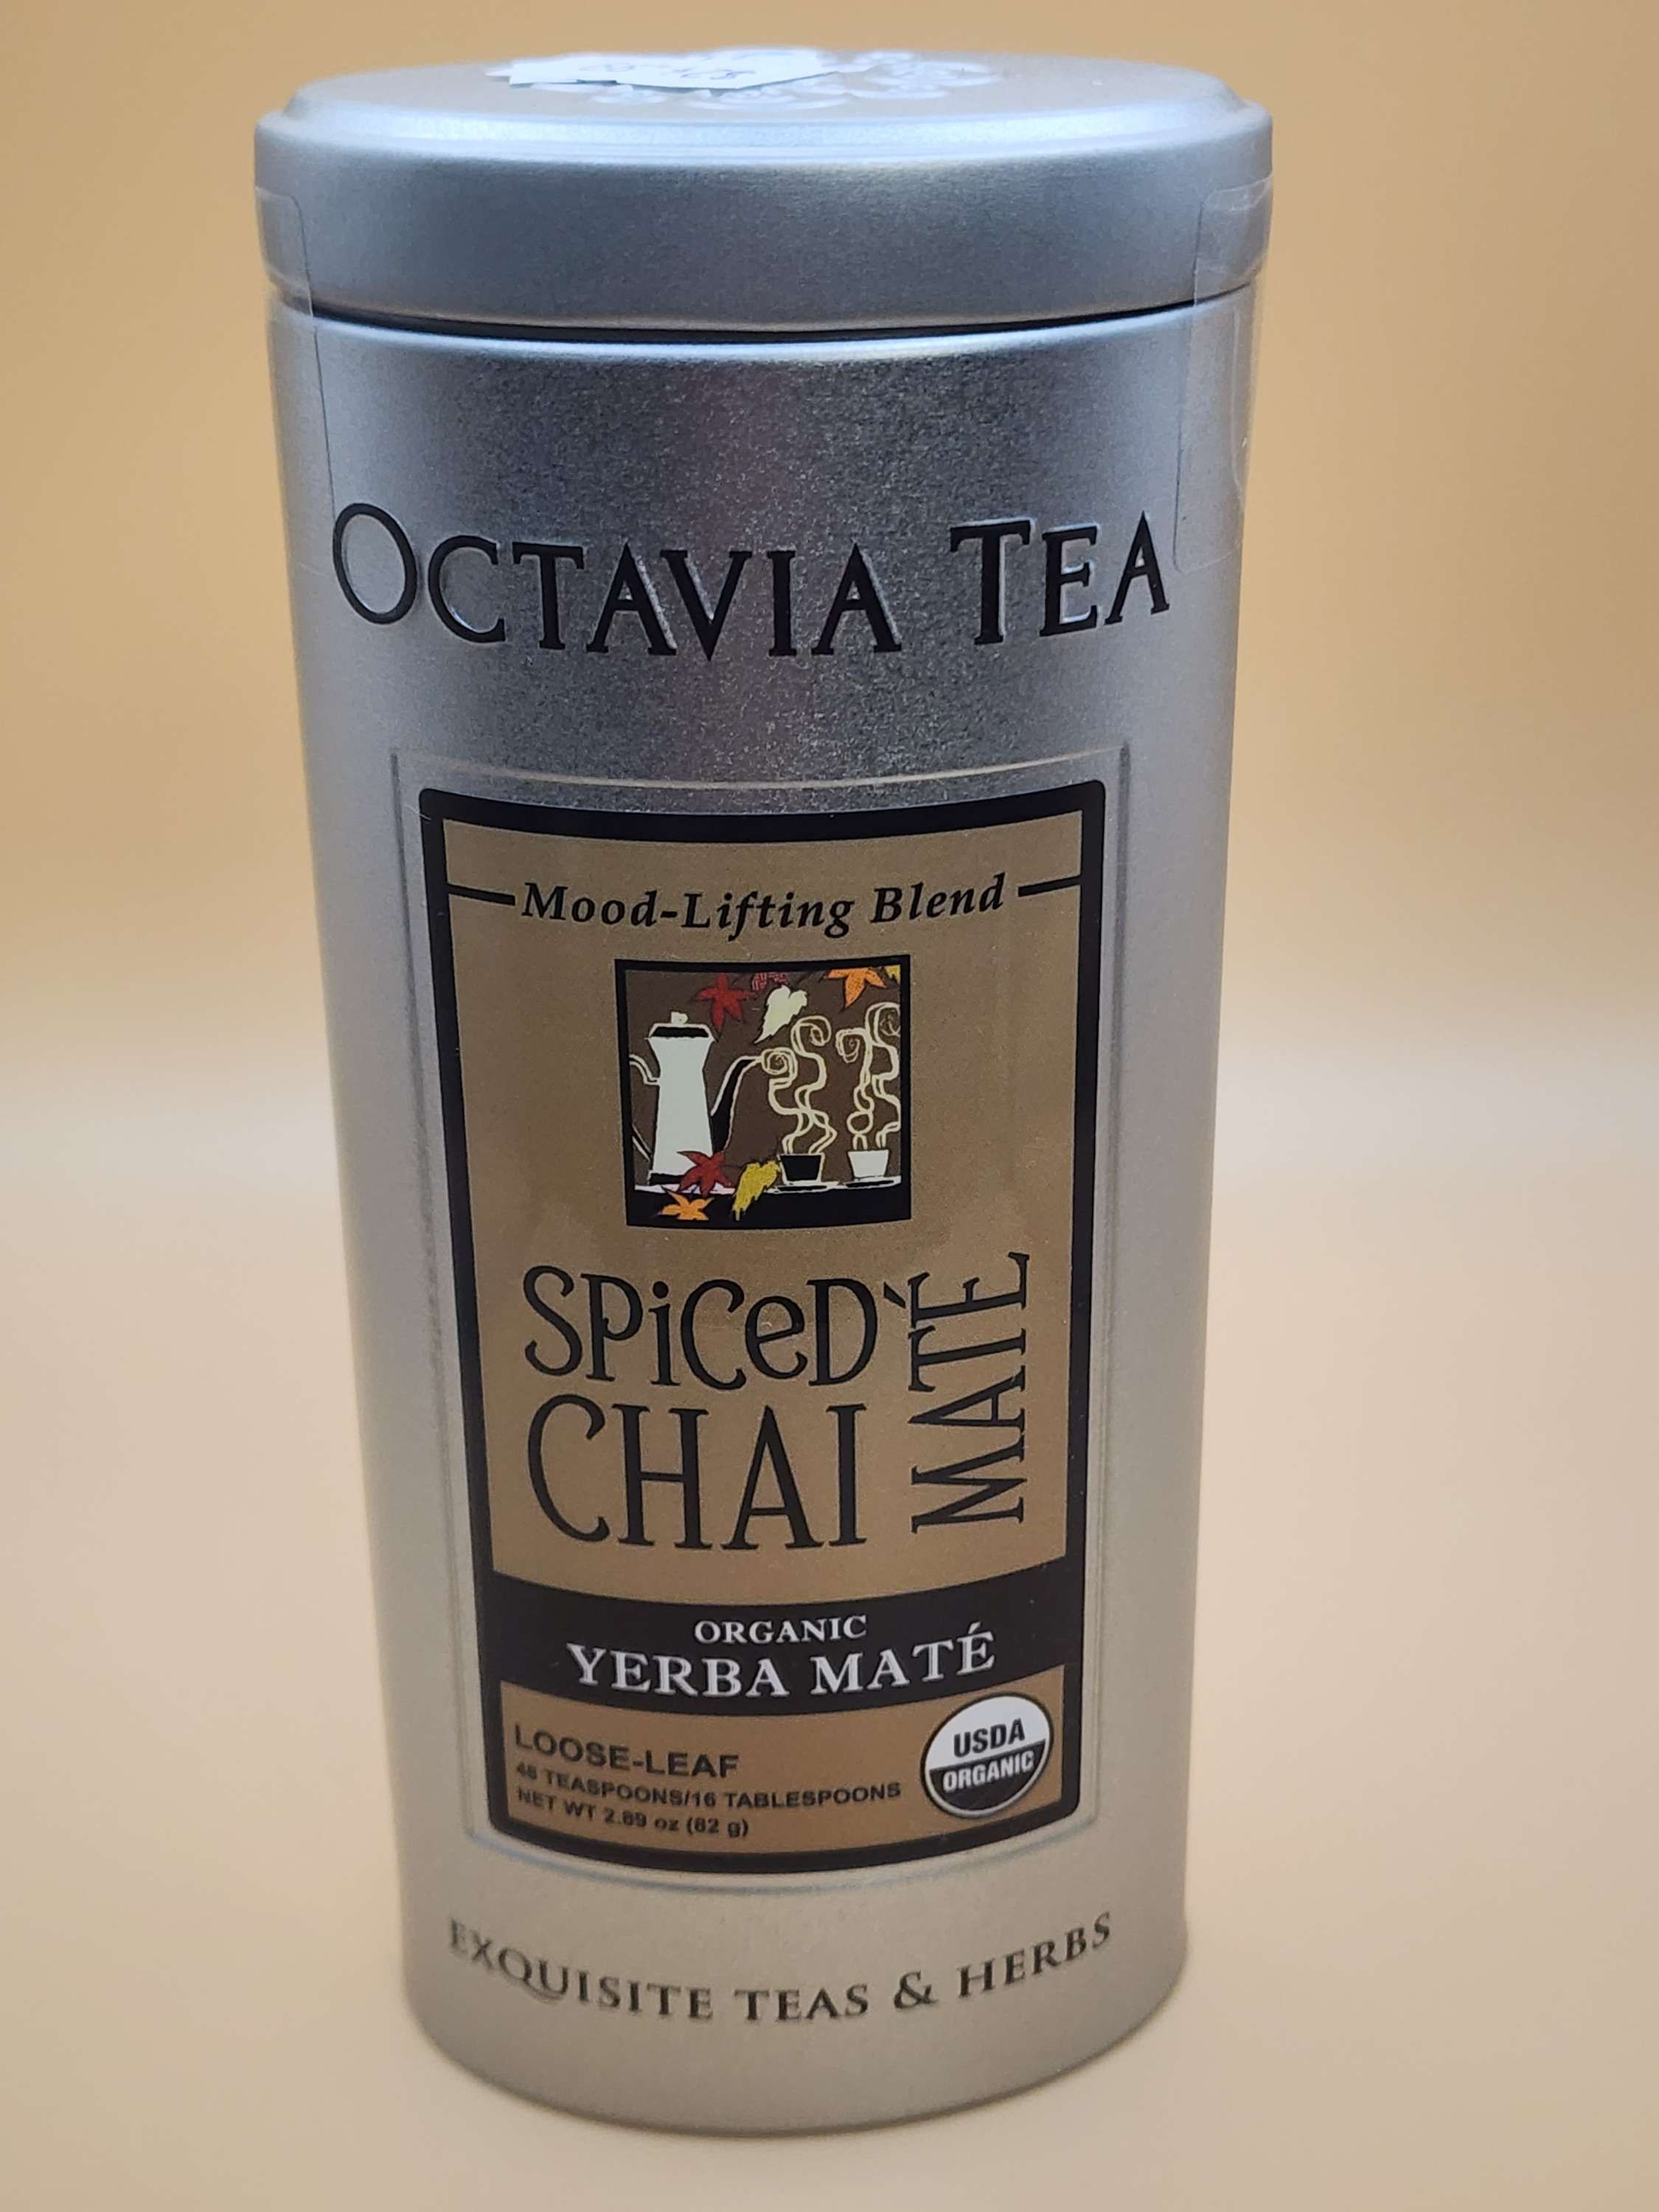 OCTAVIA TEA
Mood-Lifting Blend
SPiCeD
CHAI
MATÉ
ORGANIC
YERBA MATÉ
LOOSE-LEAF
48 TEASPOONS/16 TABLESPOONS
NET WT 2.89 oz (82 g)
USDA
ORGANIC
EXQUISITE TEAS & HERBS